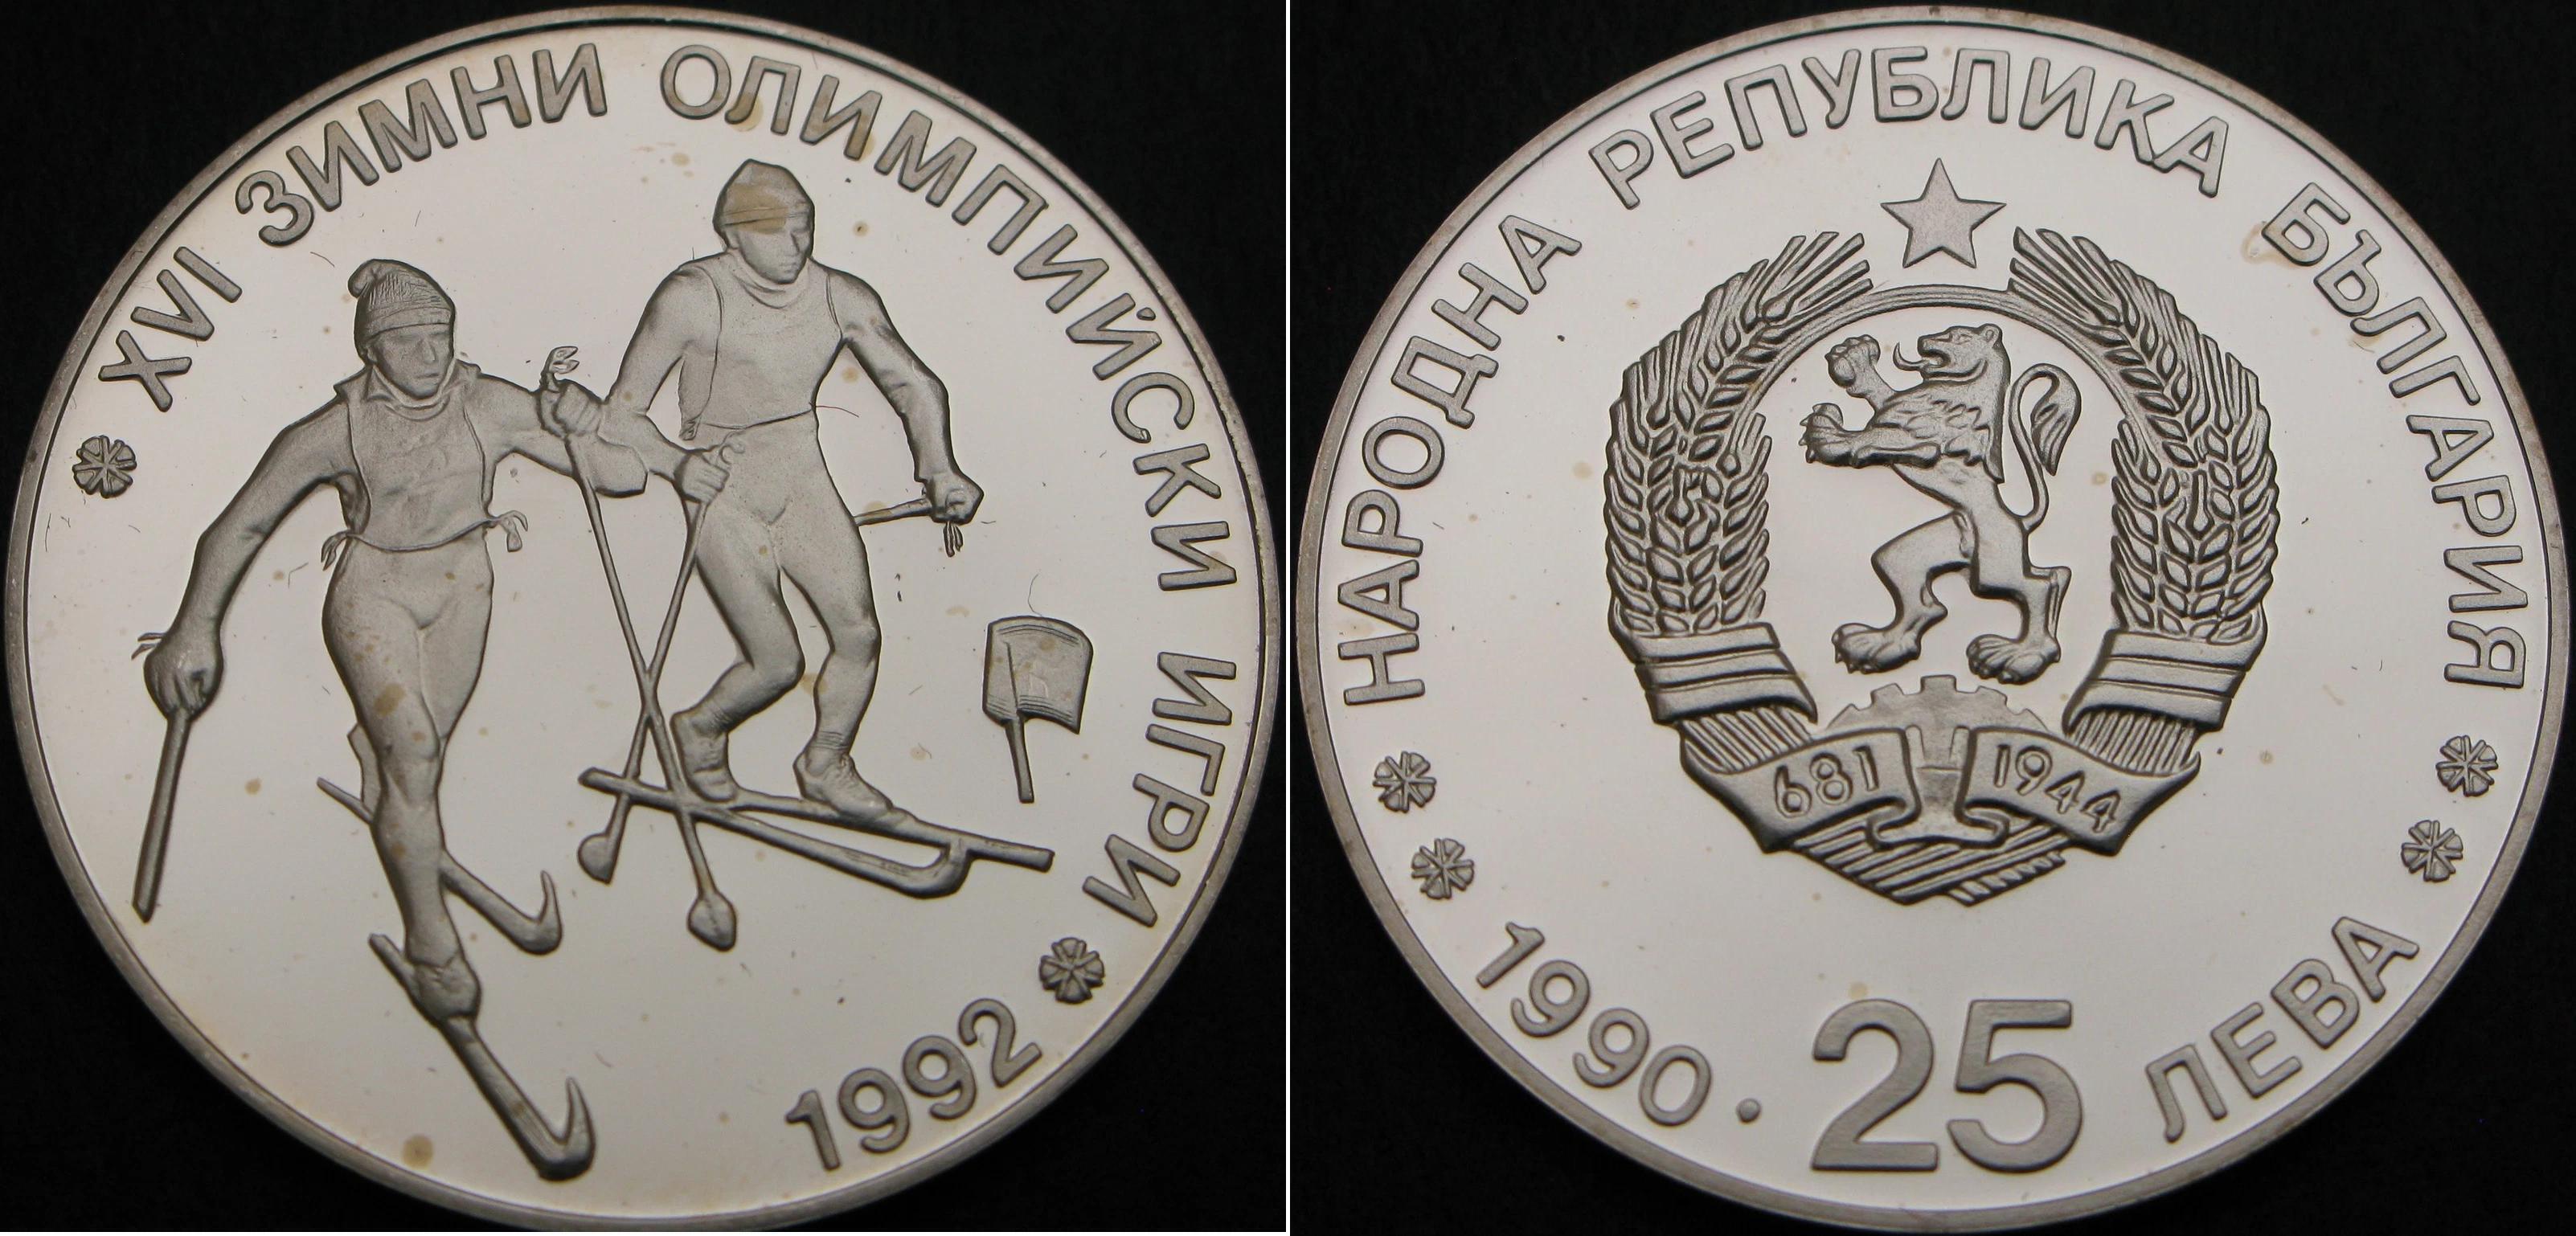 XVI ЗИМНИ ОЛИМПИЙСКИ ИГРИ
1992
НАРОДНА РЕПУБЛИКА БЪЛГАРИЯ
681 1944
1990 · 25 ЛЕВА